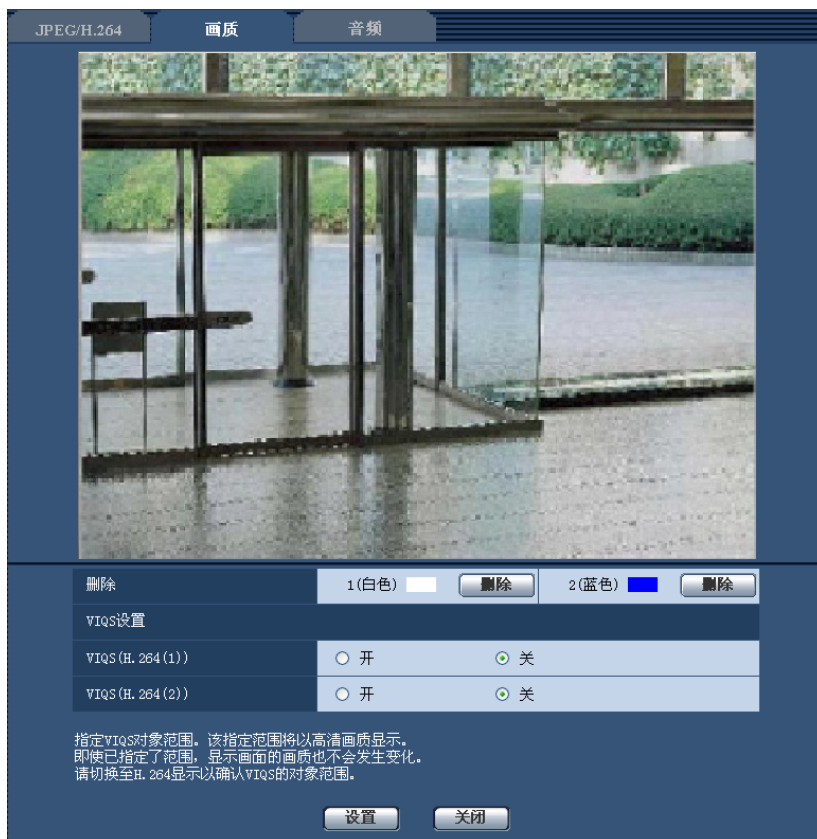 JPEG/H.264 画质 音频
删除 1(白色) 删除 2(蓝色) 删除
VIQS设置
VIQS(H.264(1)) 开 关
VIQS(H.264(2)) 开 关
指定VIQS对象范围。该指定范围将以高清画质显示。
即使已指定了范围，显示画面的画质也不会发生变化。
请切换至H.264显示以确认VIQS的对象范围。
设置 关闭